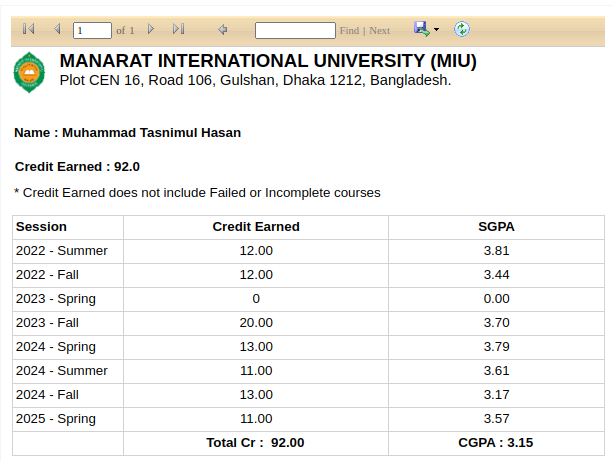 1 of 1 Find | Next
MANARAT INTERNATIONAL UNIVERSITY (MIU)
Plot CEN 16, Road 106, Gulshan, Dhaka 1212, Bangladesh.
Name : Muhammad Tasnimul Hasan
Credit Earned : 92.0
* Credit Earned does not include Failed or Incomplete courses
Session Credit Earned SGPA
2022 - Summer 12.00 3.81
2022 - Fall 12.00 3.44
2023 - Spring 0 0.00
2023 - Fall 20.00 3.70
2024 - Spring 13.00 3.79
2024 - Summer 11.00 3.61
2024 - Fall 13.00 3.17
2025 - Spring 11.00 3.57
Total Cr : 92.00 CGPA : 3.15